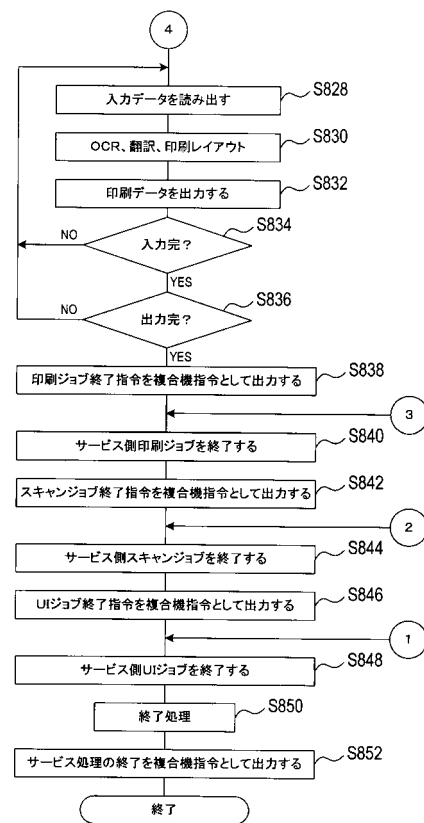 4
入力データを読み出す
S828
OCR、翻訳、印刷レイアウト
S830
印刷データを出力する
S832
入力完?
S834
NO
YES
出力完?
S836
NO
YES
印刷ジョブ終了指令を複合機指令として出力する
S838
3
サービス側印刷ジョブを終了する
S840
スキャンジョブ終了指令を複合機指令として出力する
S842
2
サービス側スキャンジョブを終了する
S844
UIジョブ終了指令を複合機指令として出力する
S846
1
サービス側UIジョブを終了する
S848
終了処理
S850
サービス処理の終了を複合機指令として出力する
S852
終了